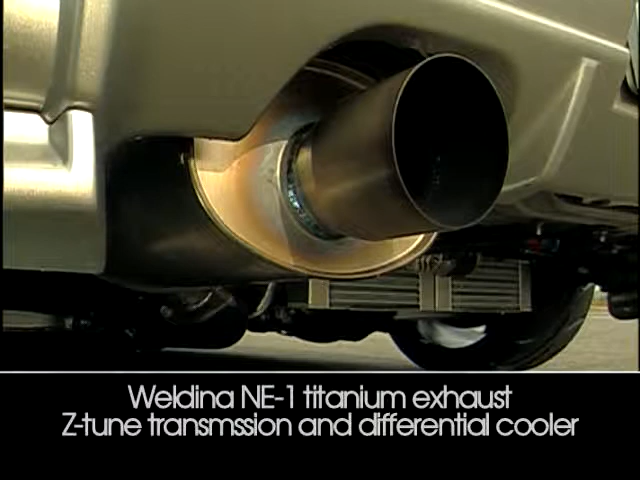 Weldina NE-1 titanium exhaust
Z-tune transmssion and differential cooler